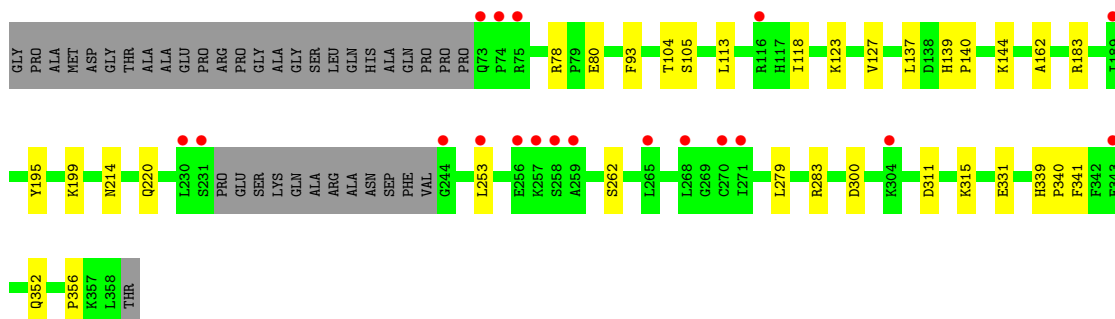 GLY PRO ALA MET ASP GLY THR ALA ALA GLU PRO ARG PRO GLY ALA GLY SER LEU GLN HIS ALA GLN PRO PRO PRO Q73 P74 R75 R78 P79 E80 F93 T104 S105 L113 R116 H117 I118 K123 V127 L137 D138 H139 P140 K144 A162 R183 I189
Y195 K199 N214 Q220 L230 S231 PRO GLU SER LYS GLN ALA ARG ALA ASN SEP PHE VAL G244 L253 E256 K257 S258 A259 S262 L265 L268 G269 C270 I271 L279 R283 D300 K304 D311 K315 E331 H339 P340 F341 F342
Q352 P356 K357 L358 THR